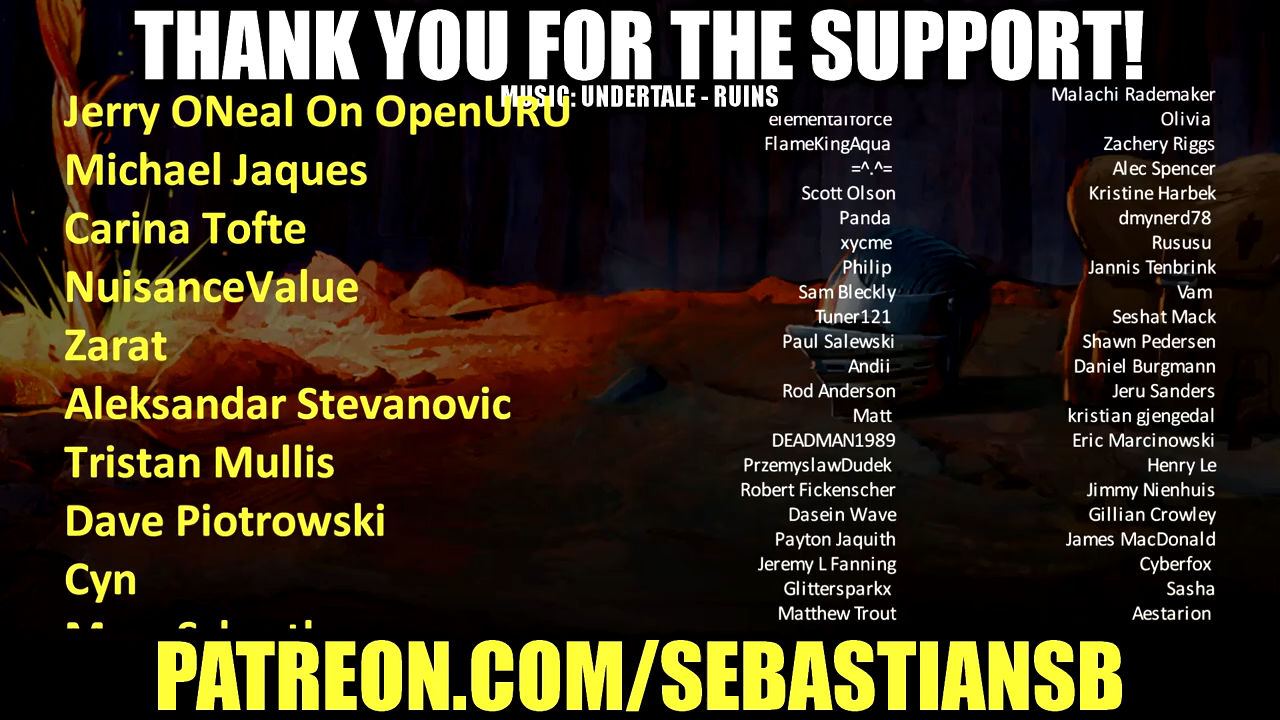 THANK YOU FOR THE SUPPORT!
MUSIC: UNDERTALE - RUINS
Jerry ONeal On OpenURU
Michael Jaques
Carina Tofte
NuisanceValue
Zarat
Aleksandar Stevanovic
Tristan Mullis
Dave Piotrowski
Cyn
elementalforce
FlameKingAqua
=^.^=
Scott Olson
Panda
xycme
Philip
Sam Bleckly
Tuner121
Paul Salewski
Andii
Rod Anderson
Matt
DEADMAN1989
PrzemyslawDudek
Robert Fickenscher
Dasein Wave
Payton Jaquith
Jeremy L Fanning
Glittersparkx
Matthew Trout
Malachi Rademaker
Olivia
Zachery Riggs
Alec Spencer
Kristine Harbek
dmynerd78
Rususu
Jannis Tenbrink
Vam
Seshat Mack
Shawn Pedersen
Daniel Burgmann
Jeru Sanders
kristian gjengedal
Eric Marcinowski
Henry Le
Jimmy Nienhuis
Gillian Crowley
James MacDonald
Cyberfox
Sasha
Aestarion
PATREON.COM/SEBASTIANSB